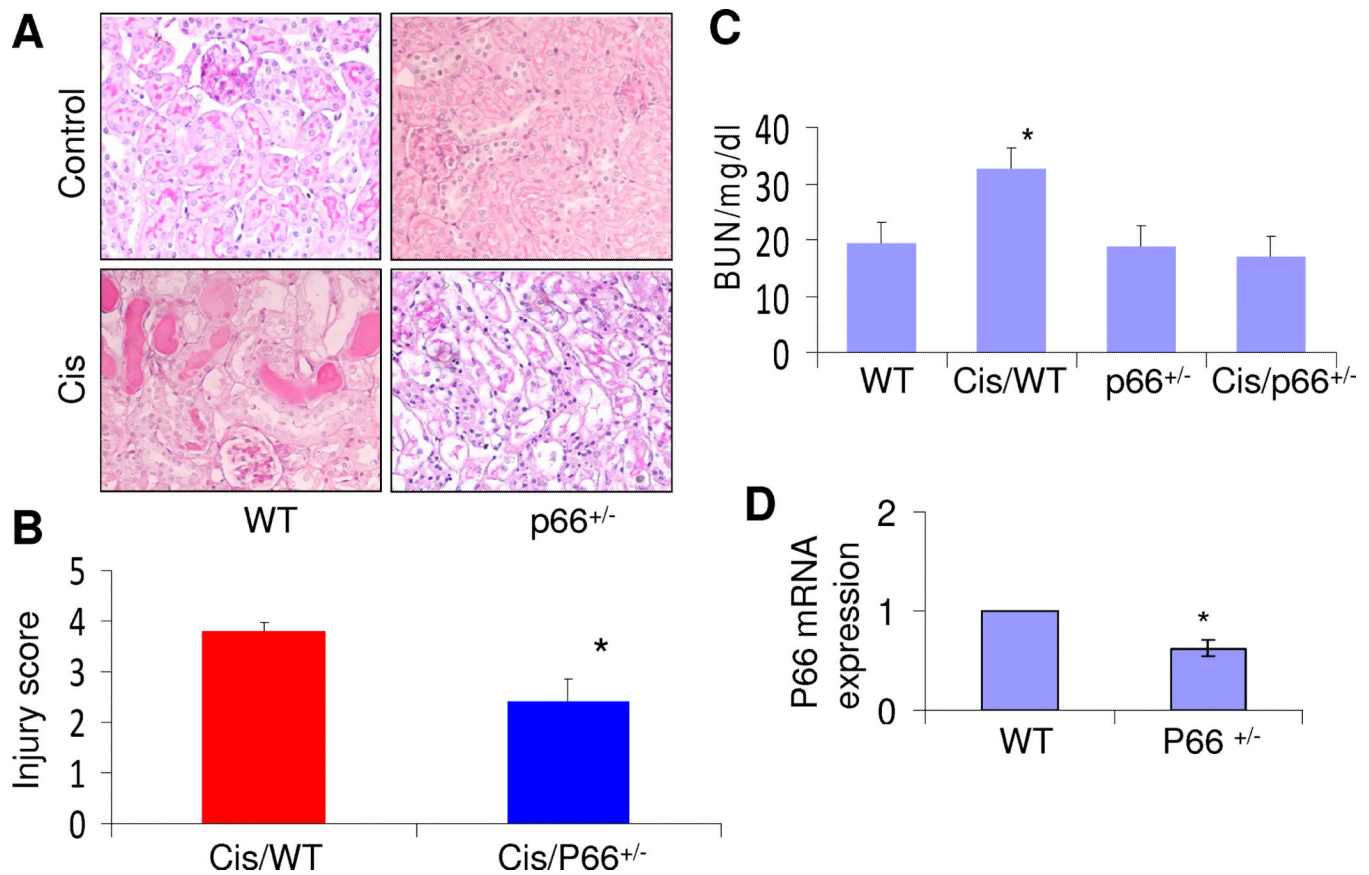 A
Control
Cis
WT
p66+/-
B
Injury score
5
4
3
2
1
0
*
Cis/WT
Cis/P66+/-
C
BUN/mg/dl
40
30
20
10
0
*
WT
Cis/WT
p66+/-
Cis/p66+/-
D
P66 mRNA
expression
2
1
0
*
WT
P66 +/-